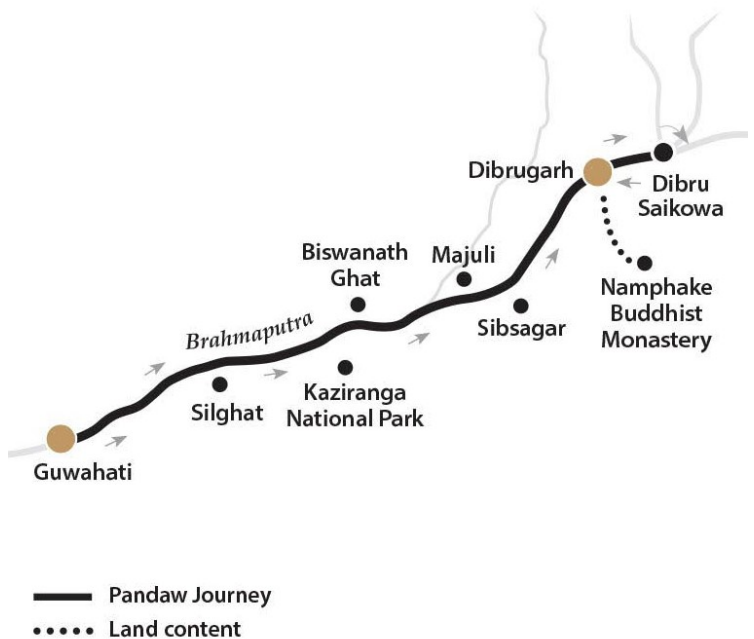 Dibrugarh
Dibru
Saikowa
Biswanath
Ghat
Majuli
Namphake
Buddhist
Monastery
Brahmaputra
Sibsagar
Silghat
Kaziranga
National Park
Guwahati
Pandaw Journey
Land content